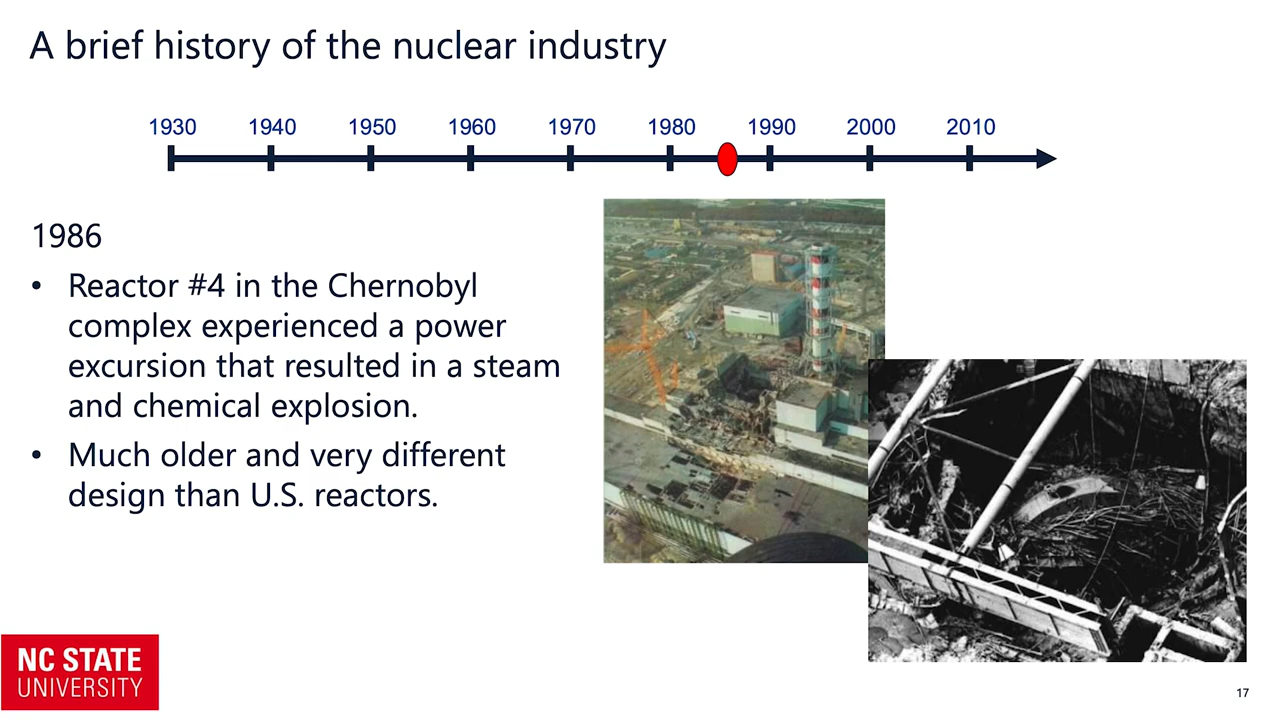 A brief history of the nuclear industry
1930 1940 1950 1960 1970 1980 1990 2000 2010
1986
• Reactor #4 in the Chernobyl
complex experienced a power
excursion that resulted in a steam
and chemical explosion.
• Much older and very different
design than U.S. reactors.
NC STATE
UNIVERSITY
17